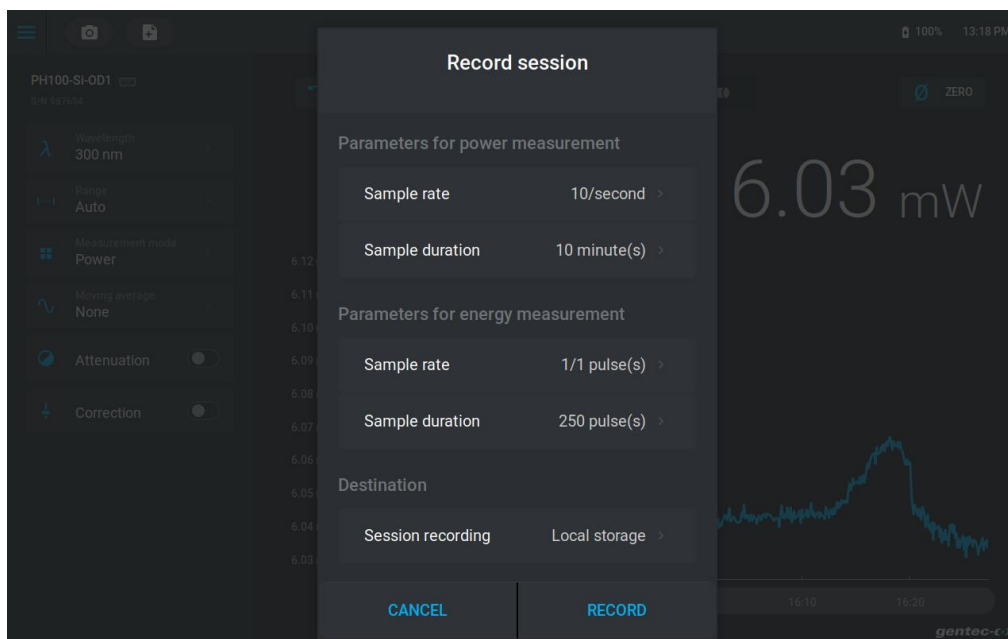 100% 13:18 PM
PH100-SI-OD1
S/N 987654
ZERO
Wavelength
300 nm
Range
Auto
Measurement mode
Power
Moving average
None
Attenuation
Correction
6.03 mW
Record session
Parameters for power measurement
Sample rate 10/second
Sample duration 10 minute(s)
Parameters for energy measurement
Sample rate 1/1 pulse(s)
Sample duration 250 pulse(s)
Destination
Session recording Local storage
CANCEL RECORD
6.12
6.11
6.10
6.09
6.08
6.07
6.06
6.05
6.04
6.03
16:10 16:20
gentec-